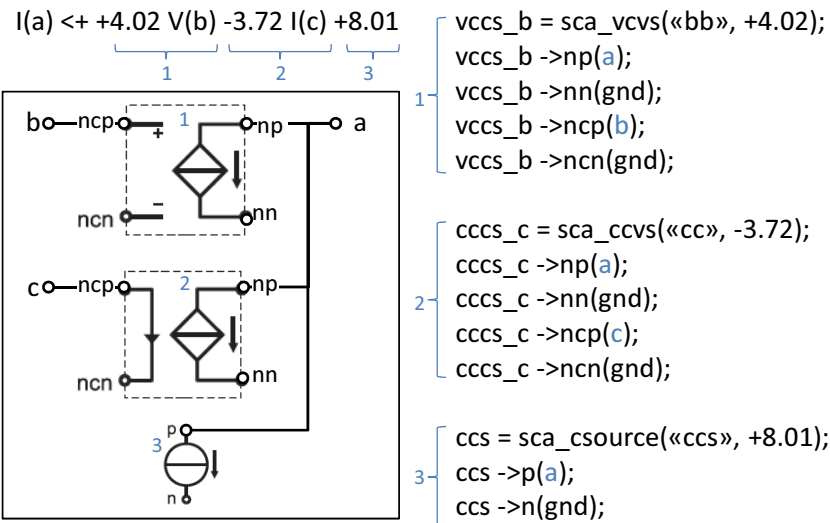 I(a) <+ +4.02 V(b) -3.72 I(c) +8.01
1 2 3
b ncp + 1 np a
ncn - nn
c ncp 2 np
ncn nn
p
3
n
1
vccs_b = sca_vcvs(«bb», +4.02);
vccs_b ->np(a);
vccs_b ->nn(gnd);
vccs_b ->ncp(b);
vccs_b ->ncn(gnd);
2
cccs_c = sca_ccvs(«cc», -3.72);
cccs_c ->np(a);
cccs_c ->nn(gnd);
cccs_c ->ncp(c);
cccs_c ->ncn(gnd);
3
ccs = sca_csource(«ccs», +8.01);
ccs ->p(a);
ccs ->n(gnd);